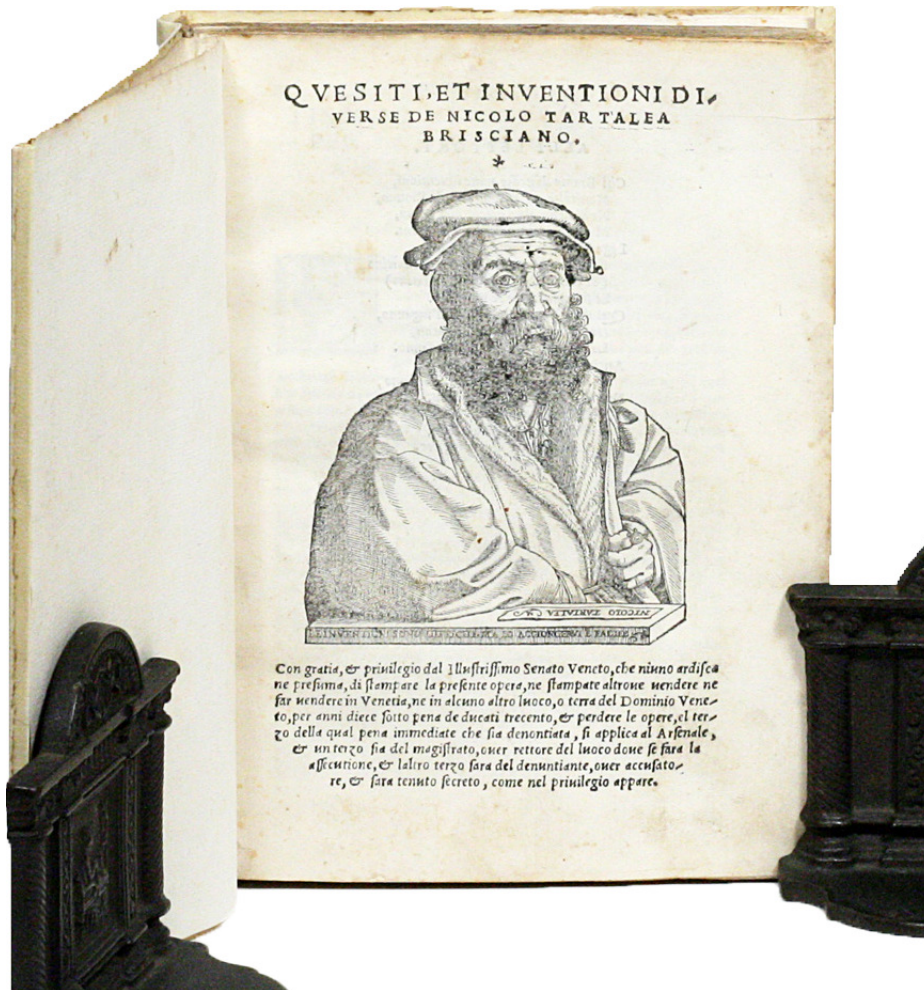 QVESITI, ET INVENTIONI DI-
VERSE DE NICOLO TARTALEA
BRISCIANO.
NICOLO TARTALIA
LE INVENTIONI SONO DIFFICILE, MA LO AGGIONGERVI E FACILE
Con gratia, & priuilegio dal Illustrissimo Senato Veneto, che niuno ardisca
ne presuma, di stampare la presente opera, ne stampate altroue uendere ne
far uendere in Venetia, ne in alcuno altro luoco, o terra del Dominio Vene-
to, per anni diece sotto pena de ducati trecento, & perdere le opere, el ter-
zo della qual pena immediate che sia denontiata, si applica al Arsenale,
& un terzo sia del magistrato, ouer rettore del luoco doue se fara la
assecutione, & laltro terzo sara del denuntiante, ouer accusato-
re, & sara tenuto secreto, come nel priuilegio appare.